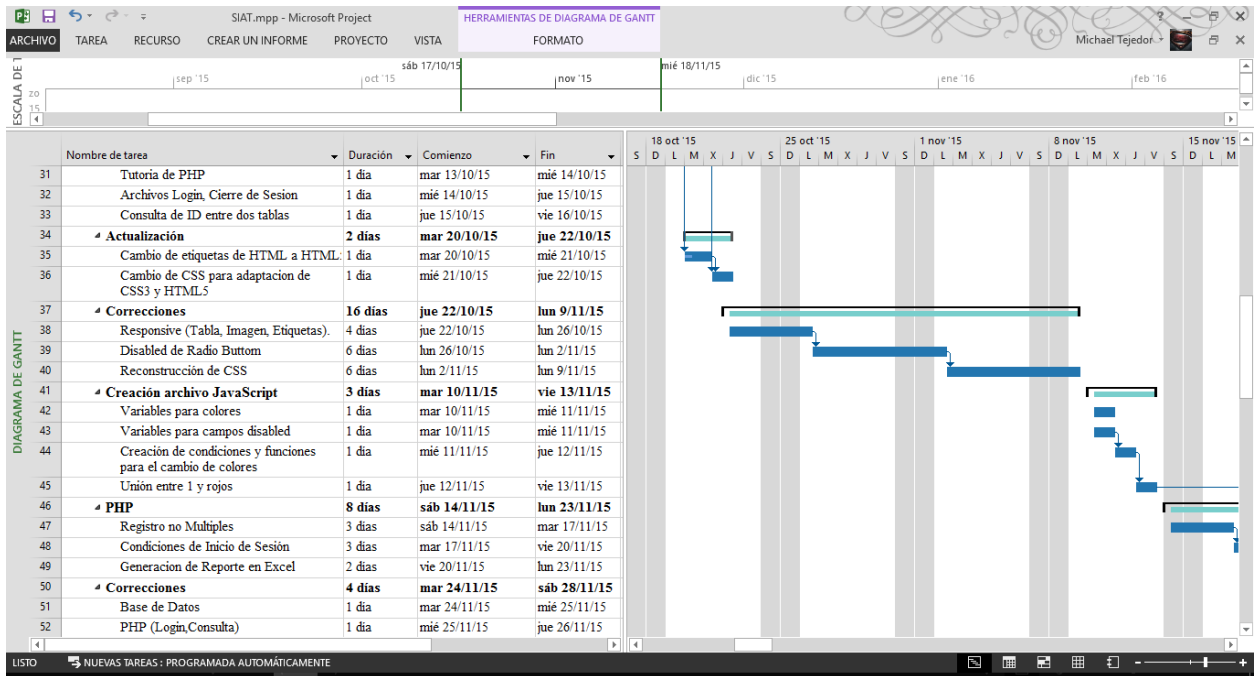 SIAT.mpp - Microsoft Project
HERRAMIENTAS DE DIAGRAMA DE GANTT
ARCHIVO TAREA RECURSO CREAR UN INFORME PROYECTO VISTA FORMATO
Michael Tejedor
sáb 17/10/15 mié 18/11/15
sep '15 oct '15 nov '15 dic '15 ene '16 feb '16
ESCALA DE T
DIAGRAMA DE GANTT
18 oct '15 25 oct '15 1 nov '15 8 nov '15 15 nov '15
Nombre de tarea Duración Comienzo Fin S D L M X J V S D L M X J V S D L M X J V S D L M X J V S D L M
31 Tutoria de PHP 1 día mar 13/10/15 mié 14/10/15
32 Archivos Login, Cierre de Sesion 1 día mié 14/10/15 jue 15/10/15
33 Consulta de ID entre dos tablas 1 día jue 15/10/15 vie 16/10/15
34 Actualización 2 días mar 20/10/15 jue 22/10/15
35 Cambio de etiquetas de HTML a HTML 1 día mar 20/10/15 mié 21/10/15
36 Cambio de CSS para adaptacion de 1 día mié 21/10/15 jue 22/10/15
CSS3 y HTML5
37 Correcciones 16 días jue 22/10/15 lun 9/11/15
38 Responsive (Tabla, Imagen, Etiquetas). 4 días jue 22/10/15 lun 26/10/15
39 Disabled de Radio Buttom 6 días lun 26/10/15 lun 2/11/15
40 Reconstrucción de CSS 6 días lun 2/11/15 lun 9/11/15
41 Creación archivo JavaScript 3 días mar 10/11/15 vie 13/11/15
42 Variables para colores 1 día mar 10/11/15 mié 11/11/15
43 Variables para campos disabled 1 día mar 10/11/15 mié 11/11/15
44 Creación de condiciones y funciones 1 día mié 11/11/15 jue 12/11/15
para el cambio de colores
45 Unión entre 1 y rojos 1 día jue 12/11/15 vie 13/11/15
46 PHP 8 días sáb 14/11/15 lun 23/11/15
47 Registro no Multiples 3 días sáb 14/11/15 mar 17/11/15
48 Condiciones de Inicio de Sesión 3 días mar 17/11/15 vie 20/11/15
49 Generacion de Reporte en Excel 2 días vie 20/11/15 lun 23/11/15
50 Correcciones 4 días mar 24/11/15 sáb 28/11/15
51 Base de Datos 1 día mar 24/11/15 mié 25/11/15
52 PHP (Login,Consulta) 1 día mié 25/11/15 jue 26/11/15
LISTO NUEVAS TAREAS : PROGRAMADA AUTOMÁTICAMENTE